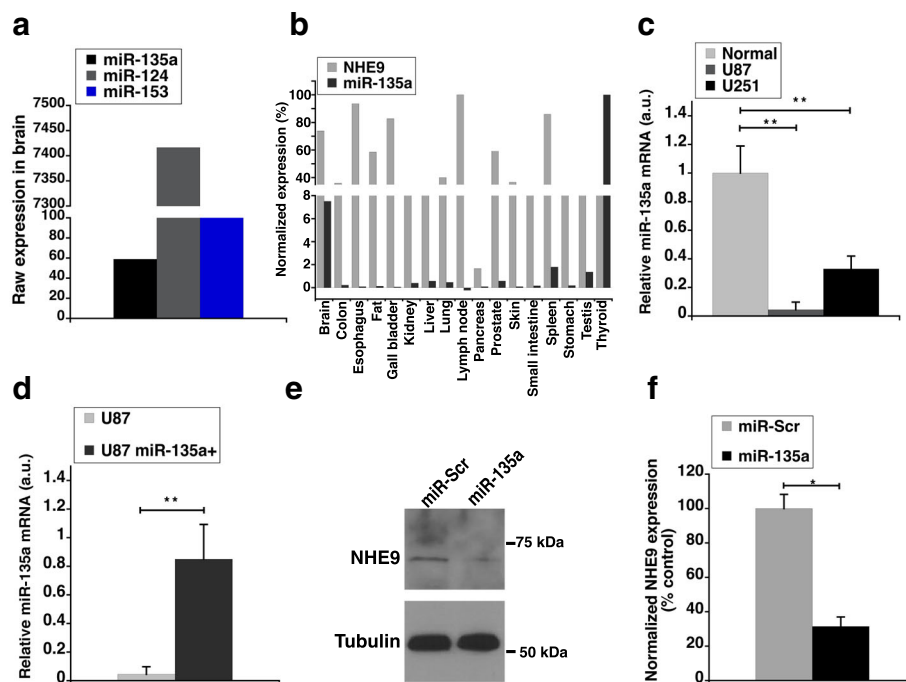 a
miR-135a
miR-124
miR-153
Raw expression in brain
7500
7450
7400
7350
7300
100
80
60
40
20
0
b
NHE9
miR-135a
Normalized expression (%)
100
80
60
40
8
6
4
2
0
Brain
Colon
Esophagus
Fat
Gall bladder
Kidney
Liver
Lung
Lymph node
Pancreas
Prostate
Skin
Small intestine
Spleen
Stomach
Testis
Thyroid
c
Normal
U87
U251
Relative miR-135a mRNA (a.u.)
1.4
1.2
1
0.8
0.6
0.4
0.2
0
**
**
d
U87
U87 miR-135a+
Relative miR-135a mRNA (a.u.)
1.4
1.2
1
0.8
0.6
0.4
0.2
0
**
e
miR-Scr
miR-135a
NHE9
75 kDa
Tubulin
50 kDa
f
miR-Scr
miR-135a
Normalized NHE9 expression
(% control)
120
100
80
60
40
20
0
*